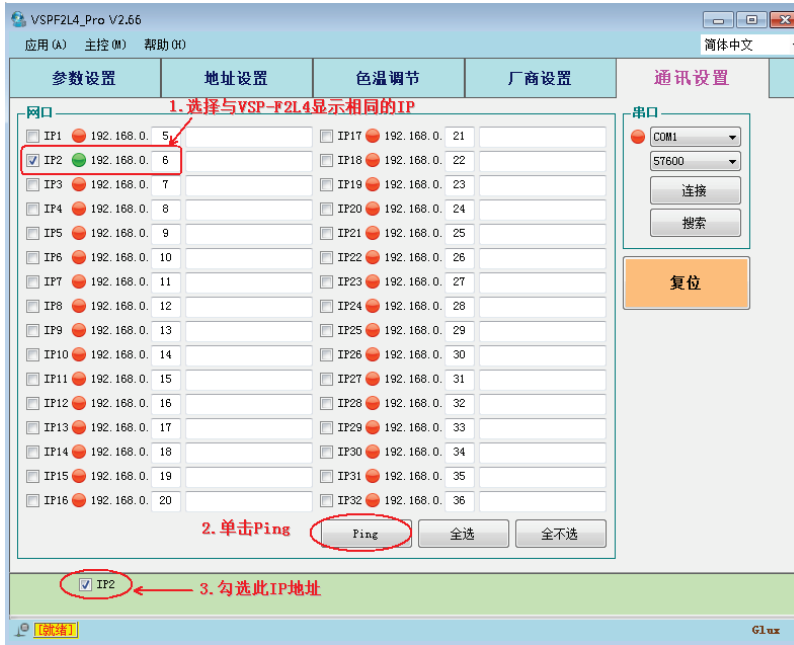 VSPF2L4_Pro V2.66
应用(A) 主控(M) 帮助(H) 简体中文
参数设置 地址设置 色温调节 厂商设置 通讯设置
网口 1.选择与VSP-F2L4显示相同的IP 串口
IP1 192.168.0. 5 IP17 192.168.0. 21 COM1
IP2 192.168.0. 6 IP18 192.168.0. 22 57600
IP3 192.168.0. 7 IP19 192.168.0. 23 连接
IP4 192.168.0. 8 IP20 192.168.0. 24
IP5 192.168.0. 9 IP21 192.168.0. 25 搜索
IP6 192.168.0. 10 IP22 192.168.0. 26
IP7 192.168.0. 11 IP23 192.168.0. 27 复位
IP8 192.168.0. 12 IP24 192.168.0. 28
IP9 192.168.0. 13 IP25 192.168.0. 29
IP10 192.168.0. 14 IP26 192.168.0. 30
IP11 192.168.0. 15 IP27 192.168.0. 31
IP12 192.168.0. 16 IP28 192.168.0. 32
IP13 192.168.0. 17 IP29 192.168.0. 33
IP14 192.168.0. 18 IP30 192.168.0. 34
IP15 192.168.0. 19 IP31 192.168.0. 35
IP16 192.168.0. 20 IP32 192.168.0. 36
2.单击Ping Ping 全选 全不选
IP2 3.勾选此IP地址
[就绪] Glux